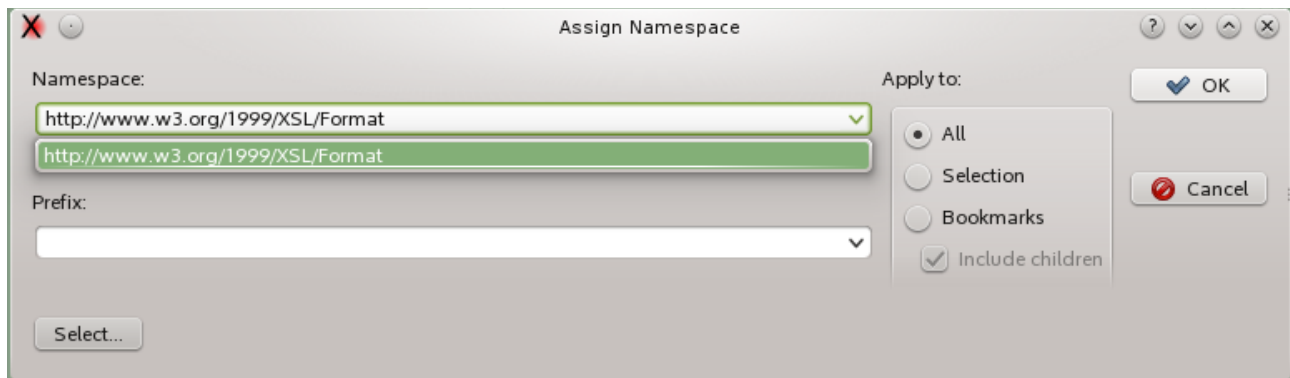 Assign Namespace
Namespace:
http://www.w3.org/1999/XSL/Format
http://www.w3.org/1999/XSL/Format
Prefix:
Select...
Apply to:
All
Selection
Bookmarks
Include children
OK
Cancel